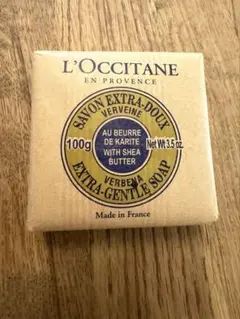 L'OCCITANE
EN PROVENCE
SAVON EXTRA-DOUX
VERVEINE
100g
AU BEURRE
DE KARITE
WITH SHEA
BUTTER
Net Wt 3.5 oz.
VERBENA
EXTRA-GENTLE SOAP
Made in France